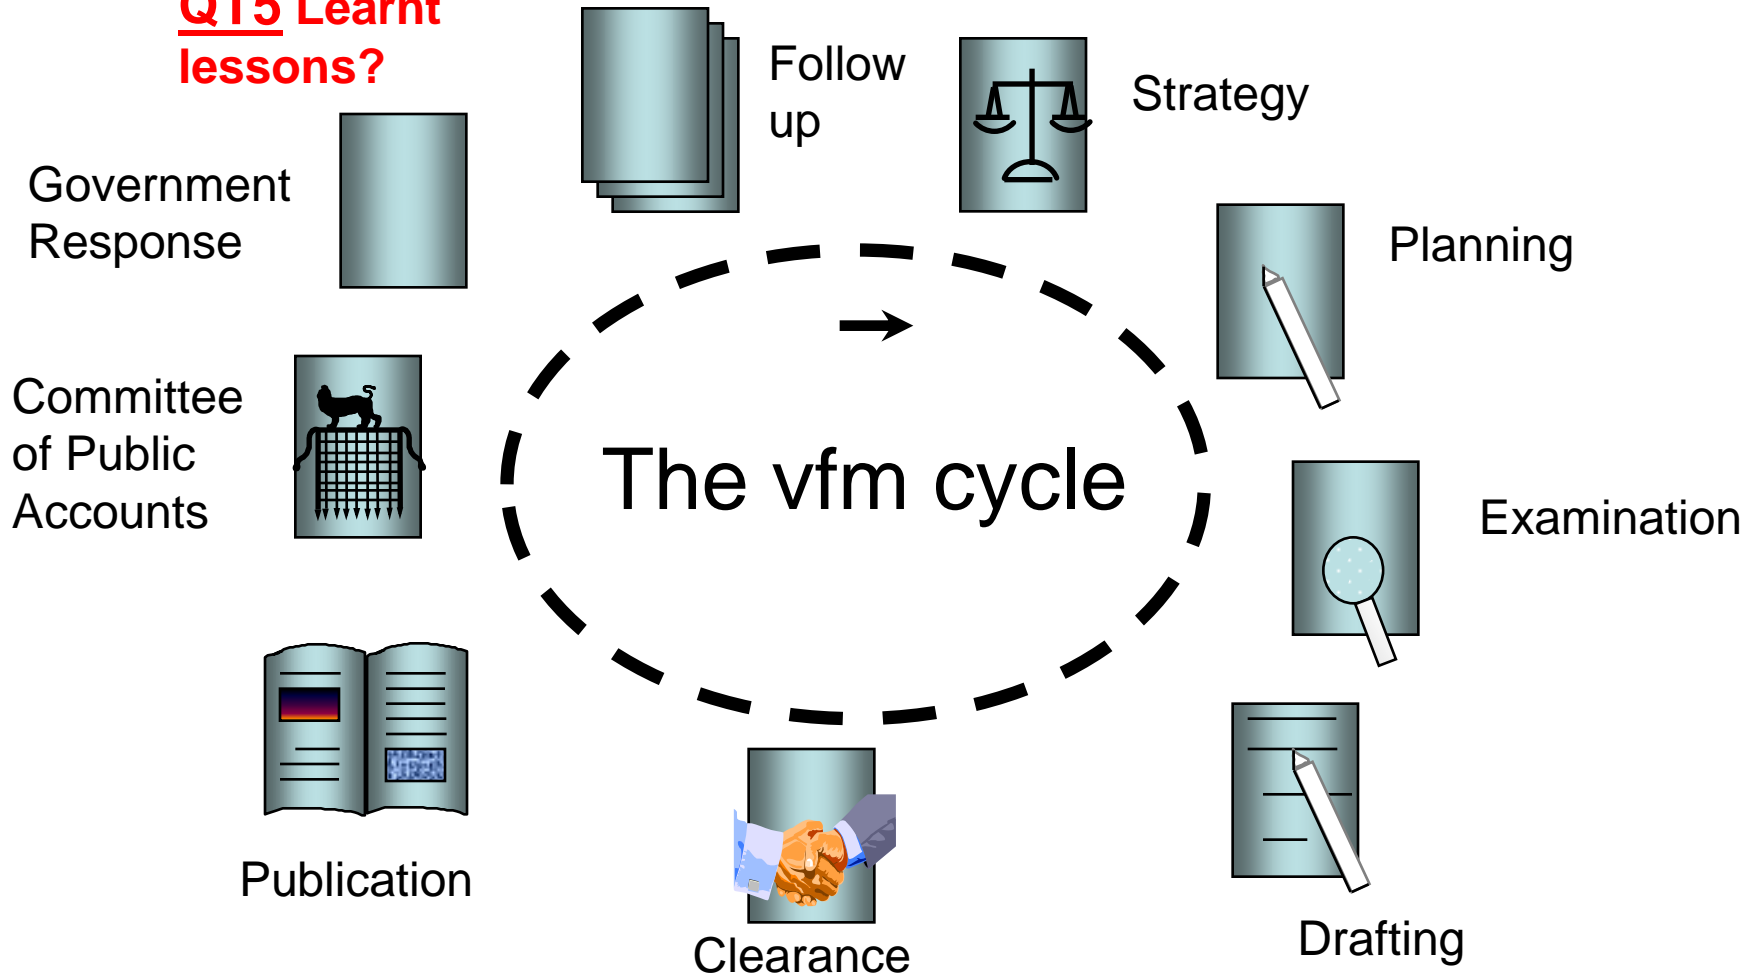 QT5 Learnt
lessons?
Follow
up
Strategy
Government
Response
Planning
Committee
of Public
Accounts
The vfm cycle
Examination
Publication
Clearance
Drafting